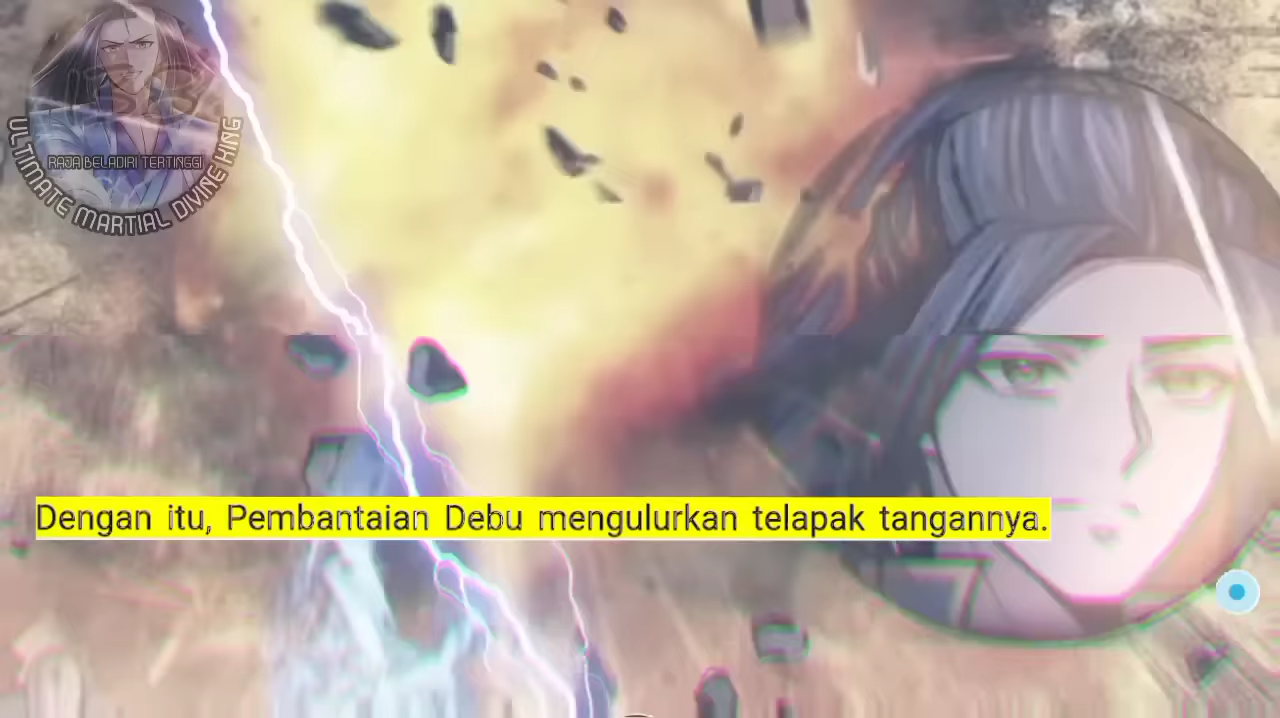 RAJA BELADIRI TERTINGGI
ULTIMATE MARTIAL DIVINE KING
Dengan itu, Pembantaian Debu mengulurkan telapak tangannya.